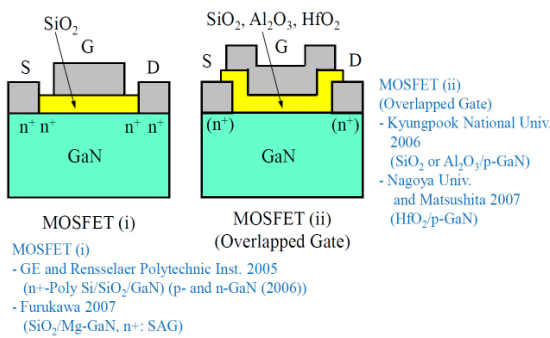 SiO2
G
S
D
n+ n+
n+ n+
GaN
MOSFET (i)
SiO2, Al2O3, HfO2
S
G
D
(n+)
(n+)
GaN
MOSFET (ii)
(Overlapped Gate)
MOSFET (ii)
(Overlapped Gate)
- Kyungpook National Univ.
2006
(SiO2 or Al2O3/p-GaN)
- Nagoya Univ.
and Matsushita 2007
(HfO2/p-GaN)
MOSFET (i)
- GE and Rensselaer Polytechnic Inst. 2005
(n+-Poly Si/SiO2/GaN) (p- and n-GaN (2006))
- Furukawa 2007
(SiO2/Mg-GaN, n+: SAG)